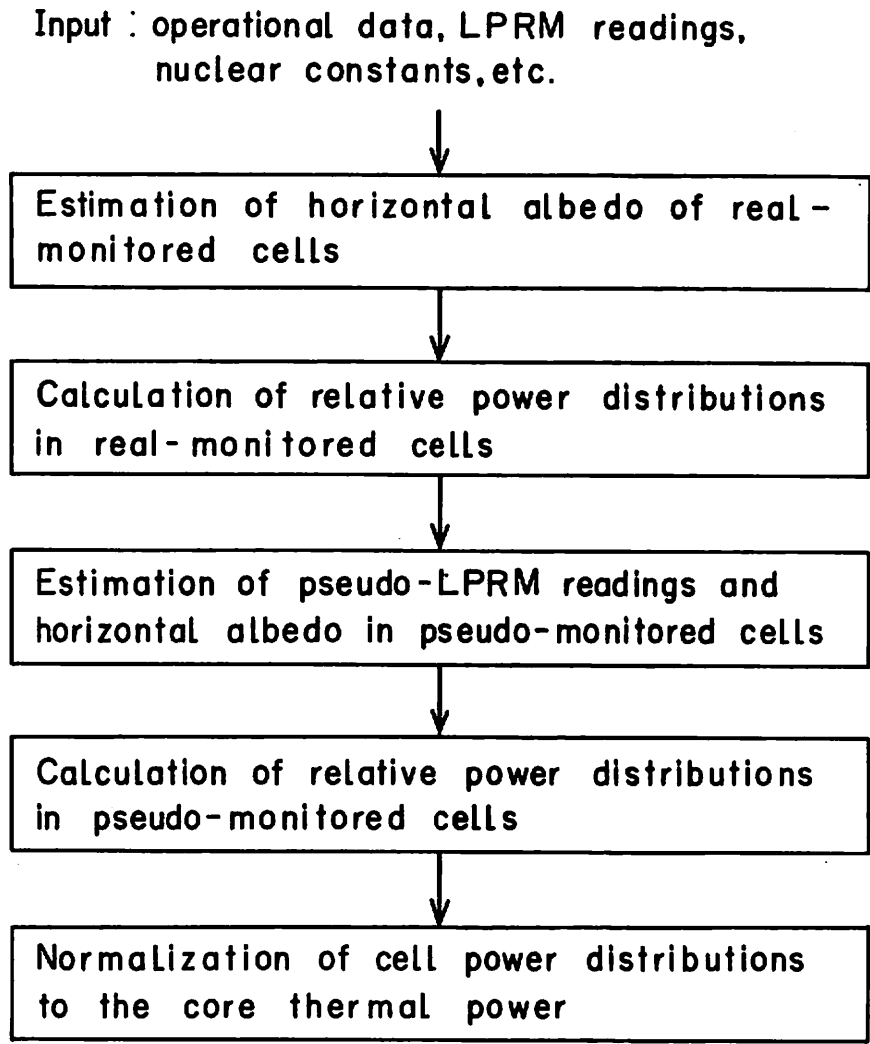 Input : operational data, LPRM readings,
nuclear constants, etc.
Estimation of horizontal albedo of real-
monitored cells
Calculation of relative power distributions
in real-monitored cells
Estimation of pseudo-LPRM readings and
horizontal albedo in pseudo-monitored cells
Calculation of relative power distributions
in pseudo-monitored cells
Normalization of cell power distributions
to the core thermal power